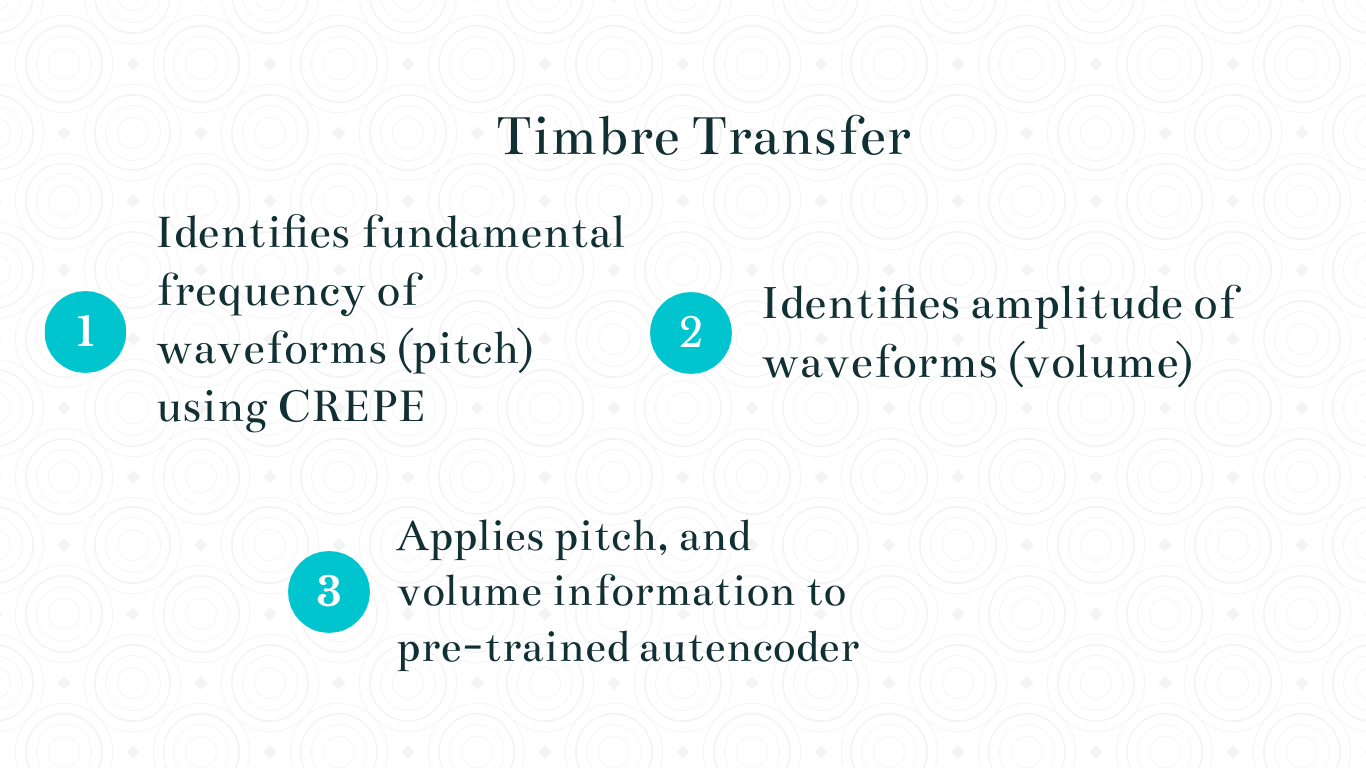 Timbre Transfer
1
Identifies fundamental
frequency of
waveforms (pitch)
using CREPE
2
Identifies amplitude of
waveforms (volume)
3
Applies pitch, and
volume information to
pre-trained autencoder